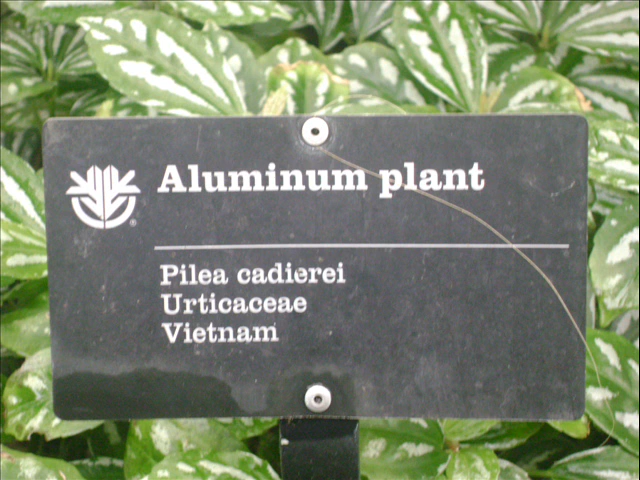 Aluminum plant
Pilea cadierei
Urticaceae
Vietnam